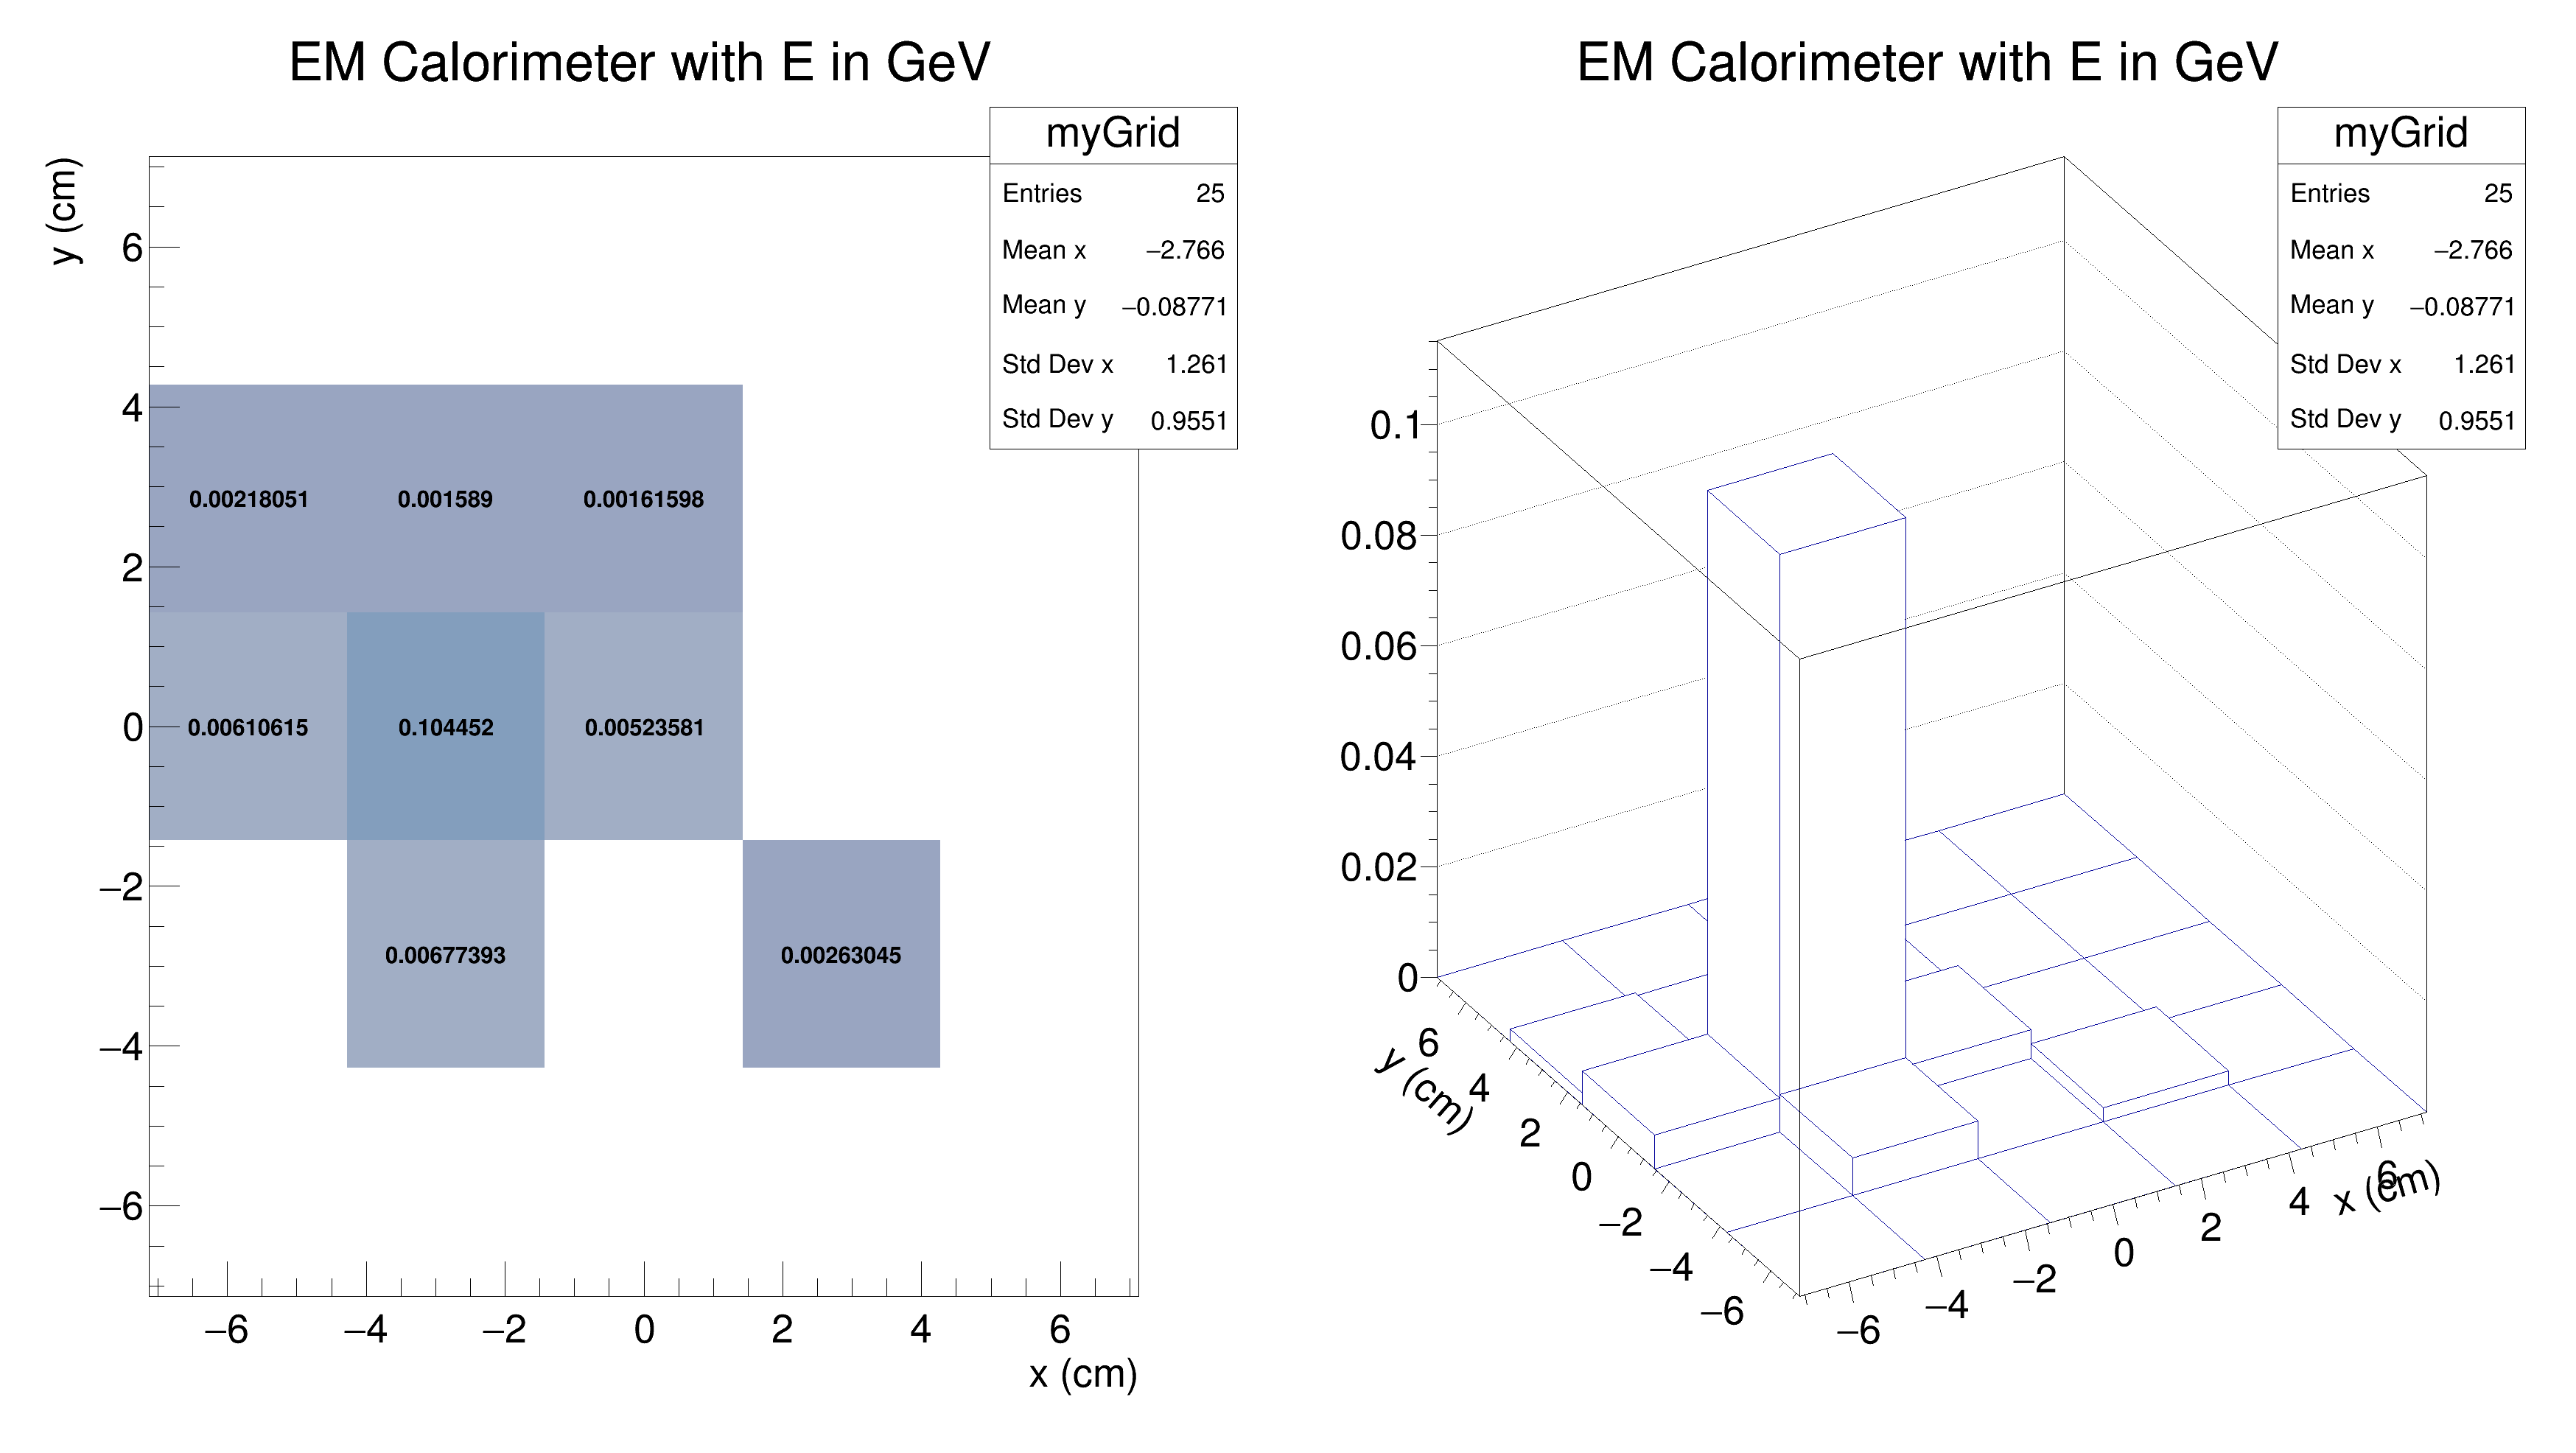 EM Calorimeter with E in GeV
myGrid
Entries 25
Mean x −2.766
Mean y −0.08771
Std Dev x 1.261
Std Dev y 0.9551
y (cm)
6
4
2
0
−2
−4
−6
0.00218051 0.001589 0.00161598
0.00610615 0.104452 0.00523581
0.00677393 0.00263045
−6 −4 −2 0 2 4 6
x (cm)
EM Calorimeter with E in GeV
myGrid
Entries 25
Mean x −2.766
Mean y −0.08771
Std Dev x 1.261
Std Dev y 0.9551
0.1
0.08
0.06
0.04
0.02
0
y (cm)
6
4
2
0
−2
−4
−6
−6 −4 −2 0 2 4 6
x (cm)